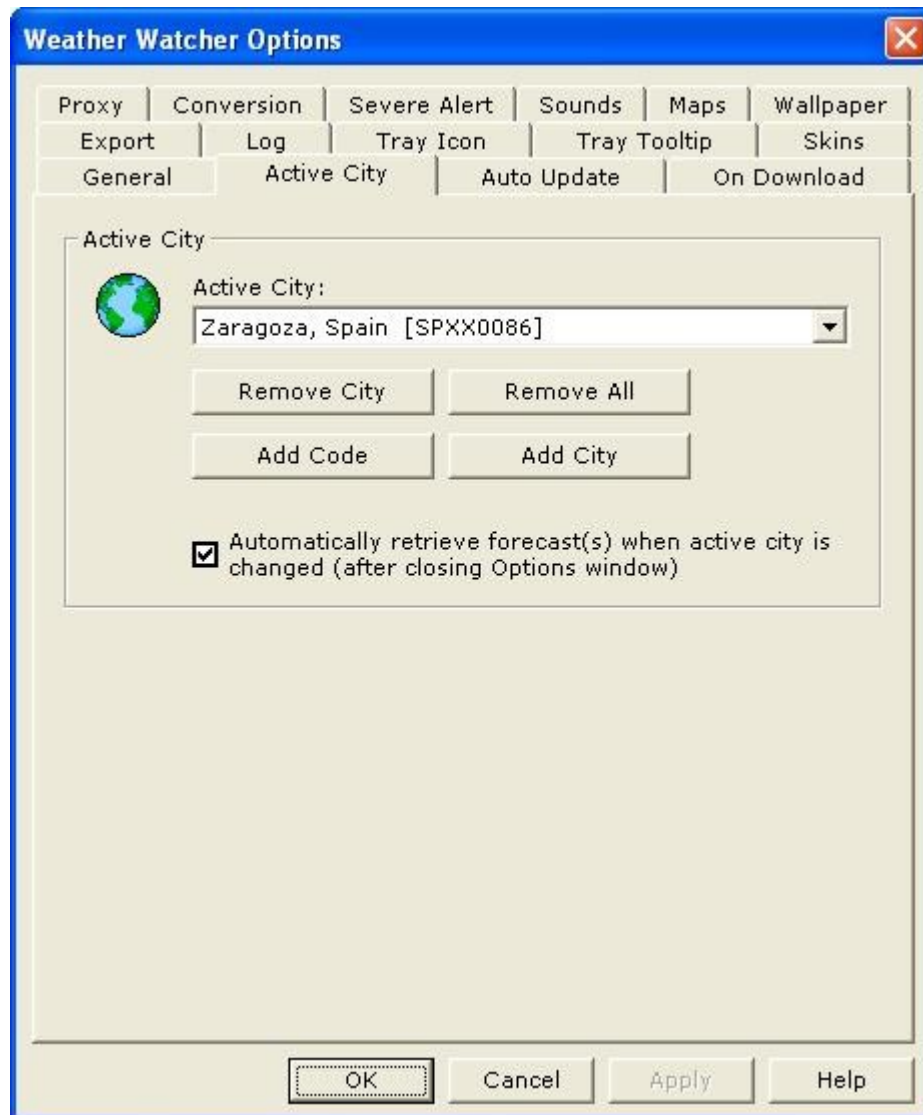 Weather Watcher Options
Proxy Conversion Severe Alert Sounds Maps Wallpaper
Export Log Tray Icon Tray Tooltip Skins
General Active City Auto Update On Download
Active City
Active City:
Zaragoza, Spain [SPXX0086]
Remove City Remove All
Add Code Add City
Automatically retrieve forecast(s) when active city is
changed (after closing Options window)
OK Cancel Apply Help